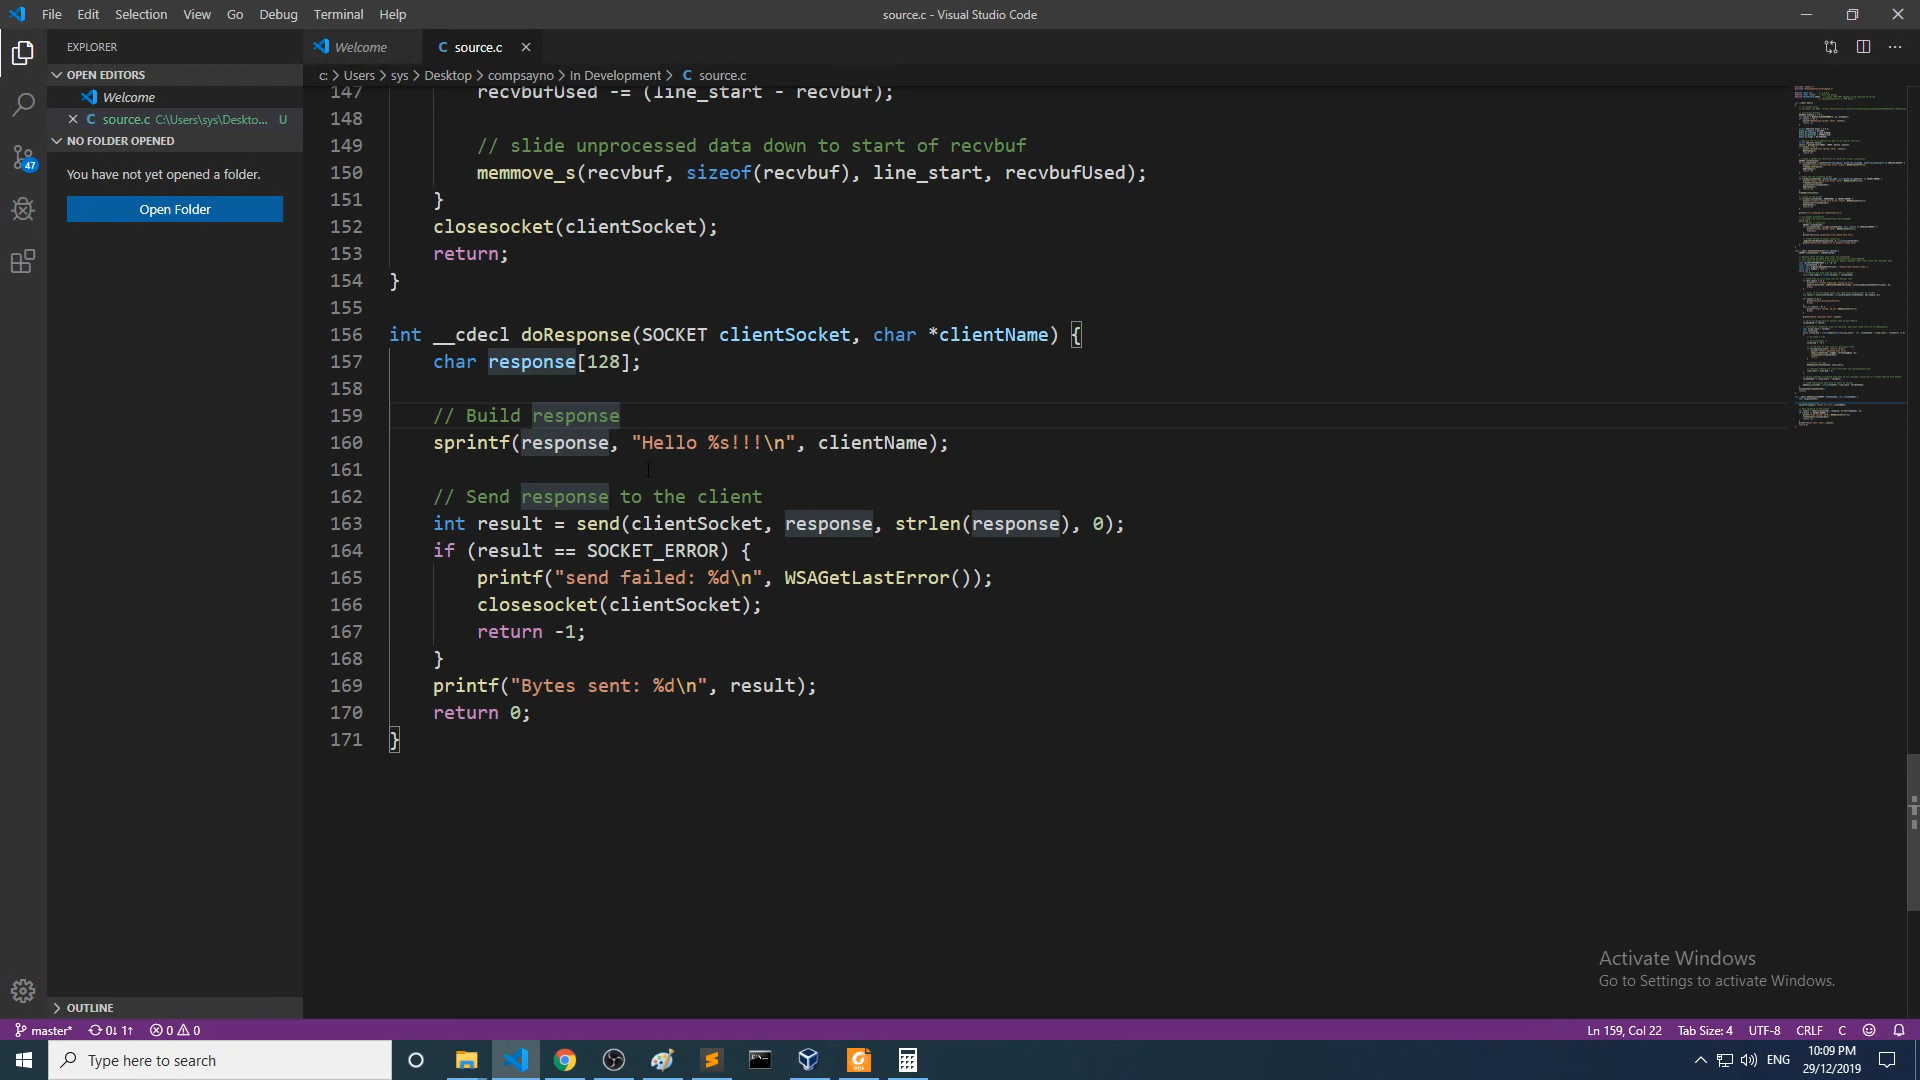 File Edit Selection View Go Debug Terminal Help
source.c - Visual Studio Code
EXPLORER
Welcome
C source.c
OPEN EDITORS
c: > Users > sys > Desktop > compsayno > In Development > C source.c
Welcome
C source.c C:\Users\sys\Deskto... U
NO FOLDER OPENED
You have not yet opened a folder.
Open Folder
47
147 recvbufUsed -= (line_start - recvbuf);
148
149 // slide unprocessed data down to start of recvbuf
150 memmove_s(recvbuf, sizeof(recvbuf), line_start, recvbufUsed);
151 }
152 closesocket(clientSocket);
153 return;
154 }
155
156 int __cdecl doResponse(SOCKET clientSocket, char *clientName) {
157 char response[128];
158
159 // Build response
160 sprintf(response, "Hello %s!!!\n", clientName);
161
162 // Send response to the client
163 int result = send(clientSocket, response, strlen(response), 0);
164 if (result == SOCKET_ERROR) {
165 printf("send failed: %d\n", WSAGetLastError());
166 closesocket(clientSocket);
167 return -1;
168 }
169 printf("Bytes sent: %d\n", result);
170 return 0;
171 }
Activate Windows
Go to Settings to activate Windows.
OUTLINE
master* 0↓ 1↑ 0 0
Ln 159, Col 22 Tab Size: 4 UTF-8 CRLF C
Type here to search
ENG
10:09 PM
29/12/2019